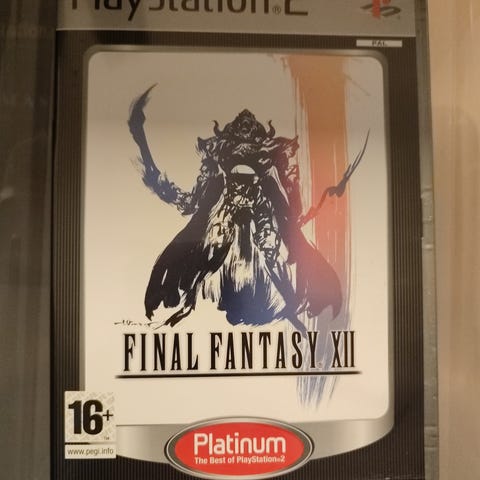 PlayStation®2
PAL
FINAL FANTASY® XII
16+
www.pegi.info
Platinum
The Best of PlayStation®2